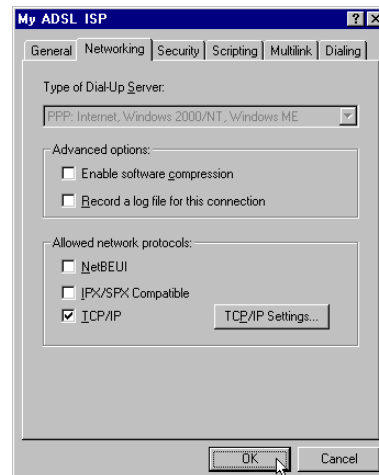 My ADSL ISP
General Networking Security Scripting Multilink Dialing
Type of Dial-Up Server:
PPP: Internet, Windows 2000/NT, Windows ME
Advanced options:
Enable software compression
Record a log file for this connection
Allowed network protocols:
NetBEUI
IPX/SPX Compatible
TCP/IP TCP/IP Settings...
OK Cancel